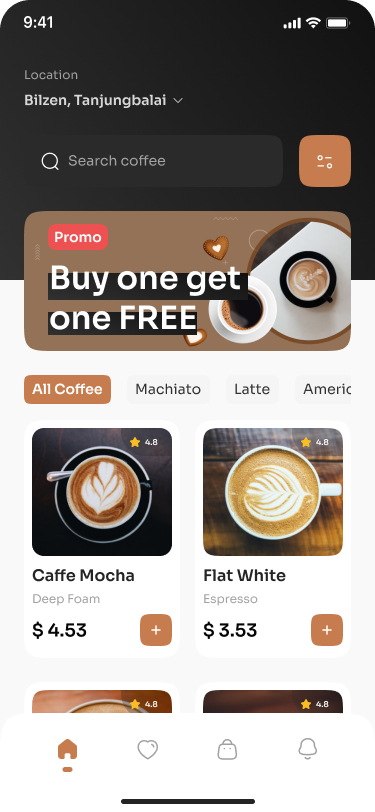 9:41
Location
Bilzen, Tanjungbalai
Search coffee
Promo
Buy one get
one FREE
All Coffee Machiato Latte Americ
4.8 4.8
Caffe Mocha Flat White
Deep Foam Espresso
$ 4.53 + $ 3.53 +
4.8 4.8